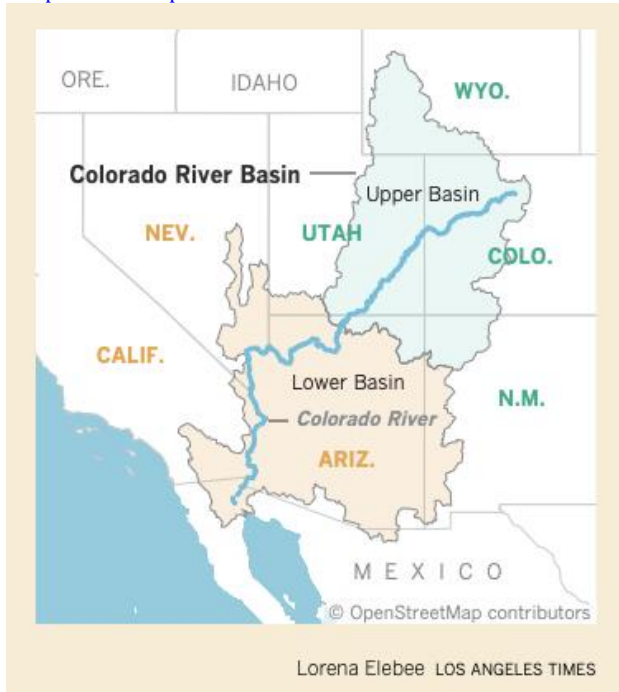 ORE.
IDAHO
WYO.
Colorado River Basin
Upper Basin
NEV.
UTAH
COLO.
CALIF.
Lower Basin
N.M.
Colorado River
ARIZ.
MEXICO
© OpenStreetMap contributors
Lorena Elebee LOS ANGELES TIMES